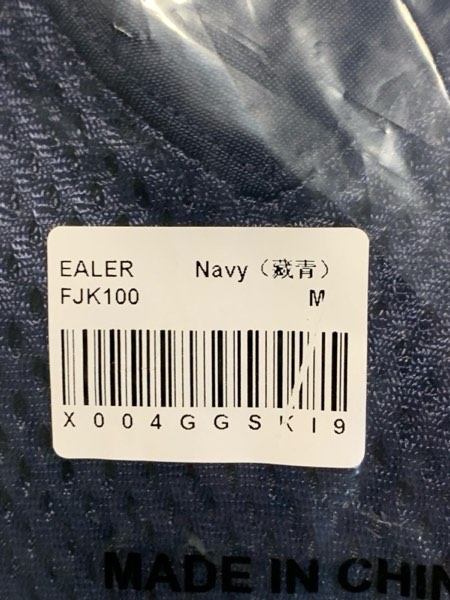 EALER Navy（藏青）
FJK100 M
X004GGSKI9
MADE IN CHIN